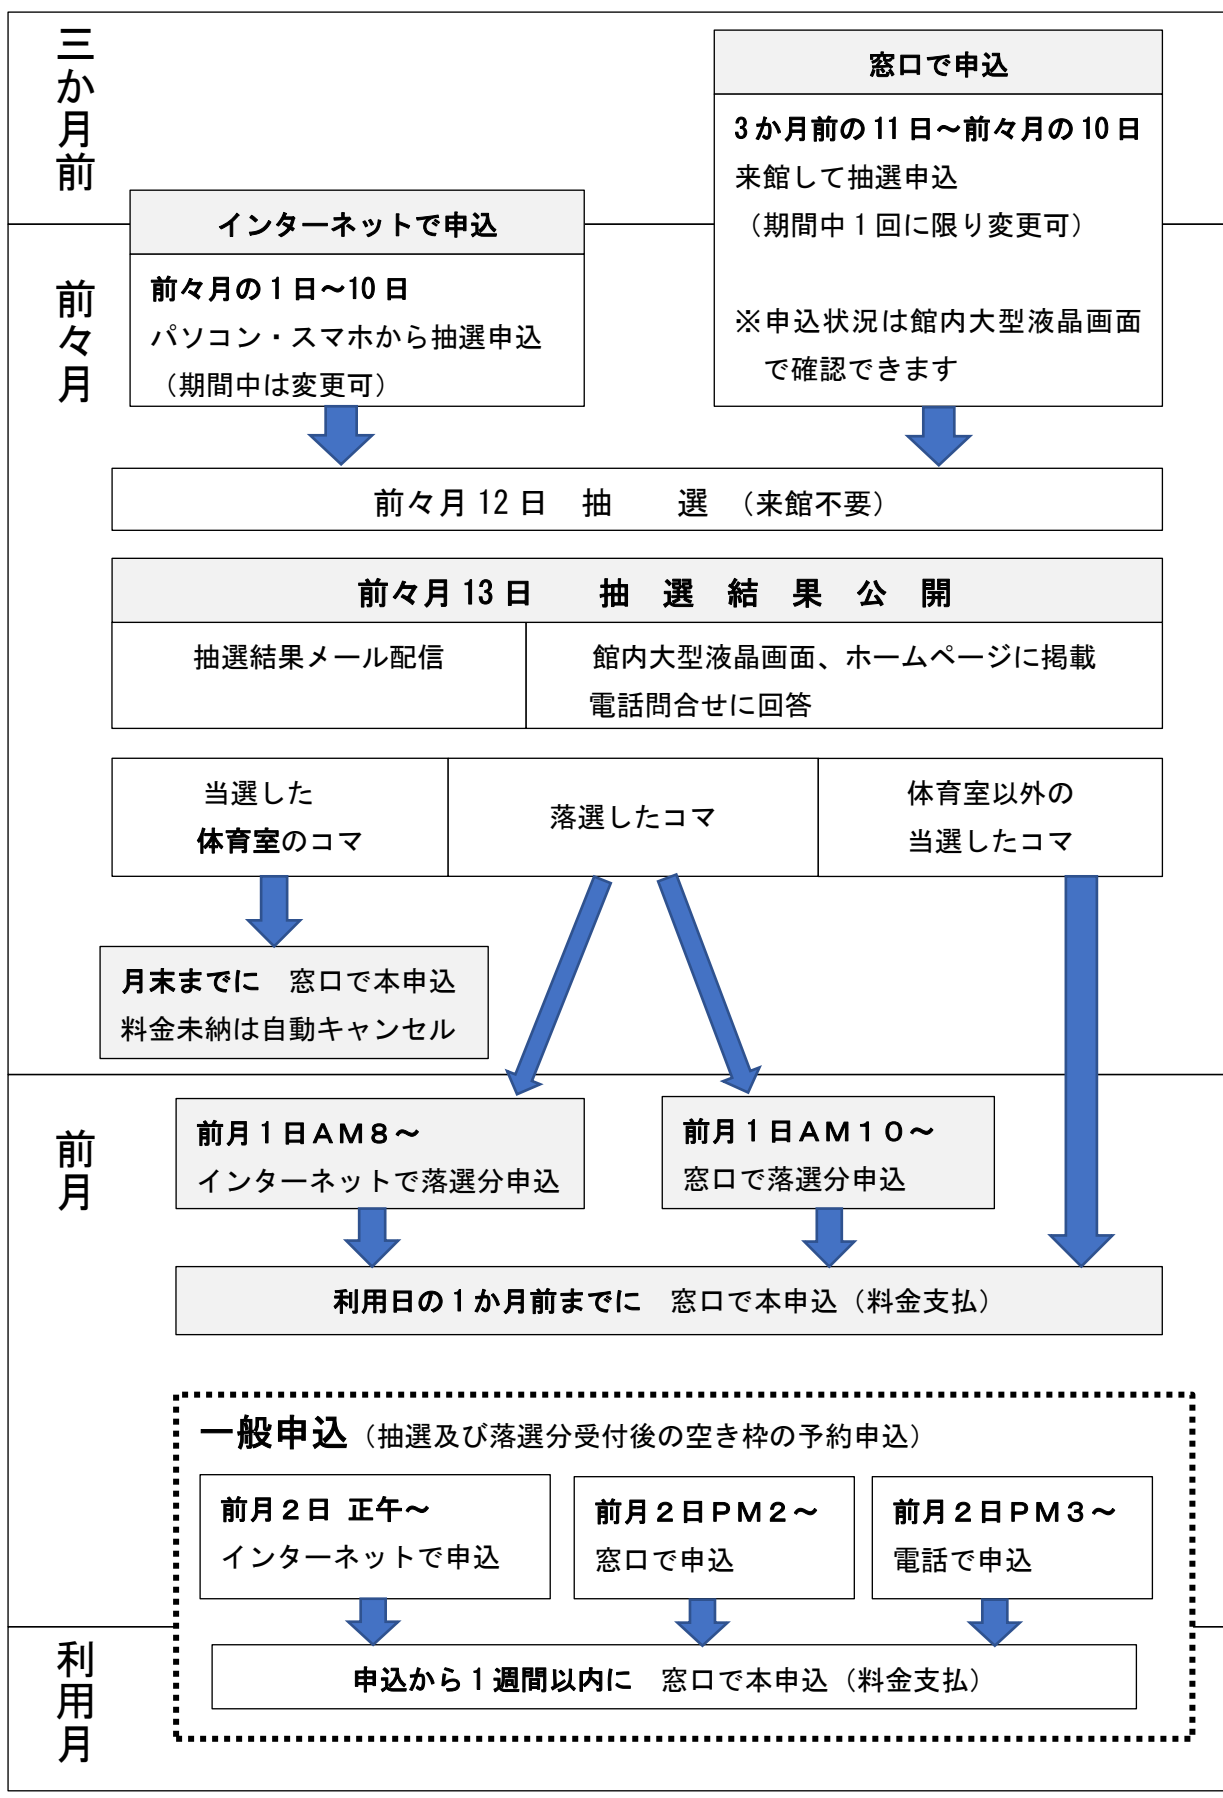 三か月前
窓口で申込
3か月前の11日～前々月の10日
来館して抽選申込
（期間中1回に限り変更可）
※申込状況は館内大型液晶画面
で確認できます
インターネットで申込
前々月の1日～10日
パソコン・スマホから抽選申込
（期間中は変更可）
前々月
前々月12日　抽　　選　（来館不要）
前々月13日　　抽　選　結　果　公　開
抽選結果メール配信
館内大型液晶画面、ホームページに掲載
電話問合せに回答
当選した
体育室のコマ
落選したコマ
体育室以外の
当選したコマ
月末までに　窓口で本申込
料金未納は自動キャンセル
前月
前月1日ＡＭ８～
インターネットで落選分申込
前月1日ＡＭ１０～
窓口で落選分申込
利用日の1か月前までに　窓口で本申込（料金支払）
一般申込（抽選及び落選分受付後の空き枠の予約申込）
前月２日 正午～
インターネットで申込
前月２日ＰＭ２～
窓口で申込
前月２日ＰＭ３～
電話で申込
利用月
申込から1週間以内に　窓口で本申込（料金支払）